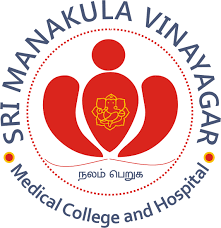 SRI MANAKULA VINAYAGAR
நலம் பெறுக
Medical College and Hospital